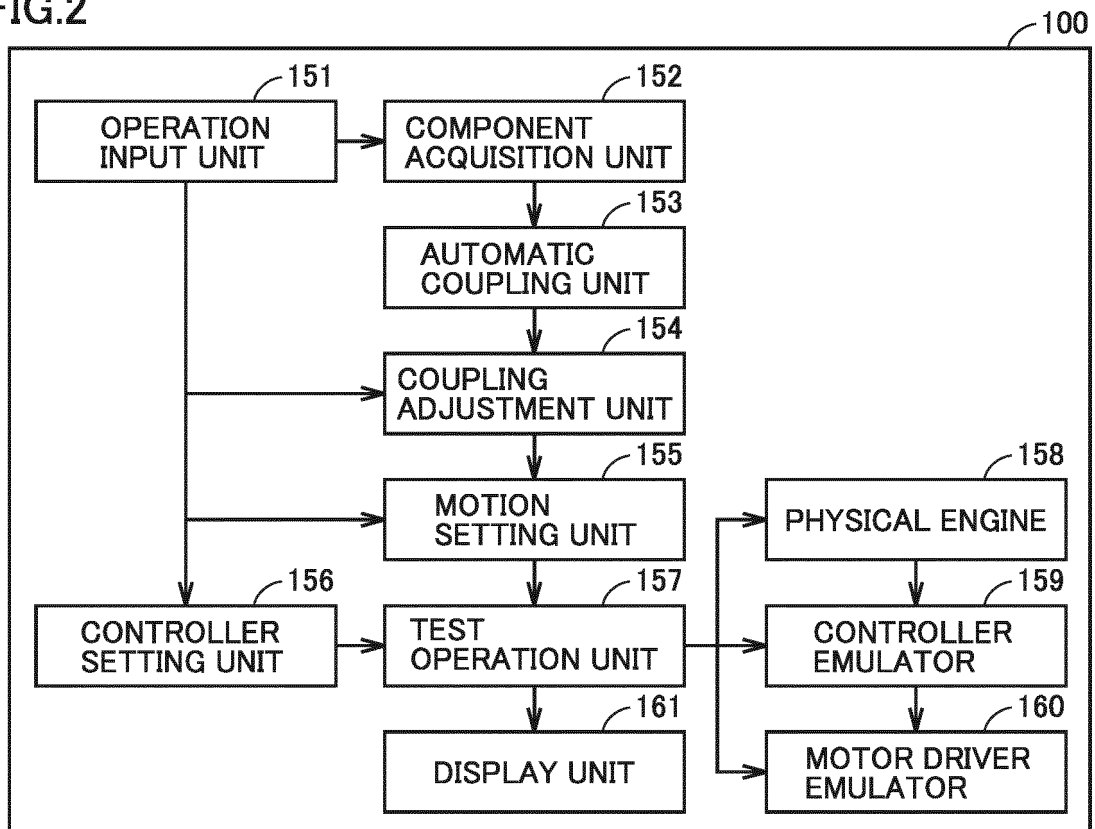 FIG.2
100
151
OPERATION
INPUT UNIT
152
COMPONENT
ACQUISITION UNIT
153
AUTOMATIC
COUPLING UNIT
154
COUPLING
ADJUSTMENT UNIT
155
MOTION
SETTING UNIT
158
PHYSICAL ENGINE
156
CONTROLLER
SETTING UNIT
157
TEST
OPERATION UNIT
159
CONTROLLER
EMULATOR
161
DISPLAY UNIT
160
MOTOR DRIVER
EMULATOR